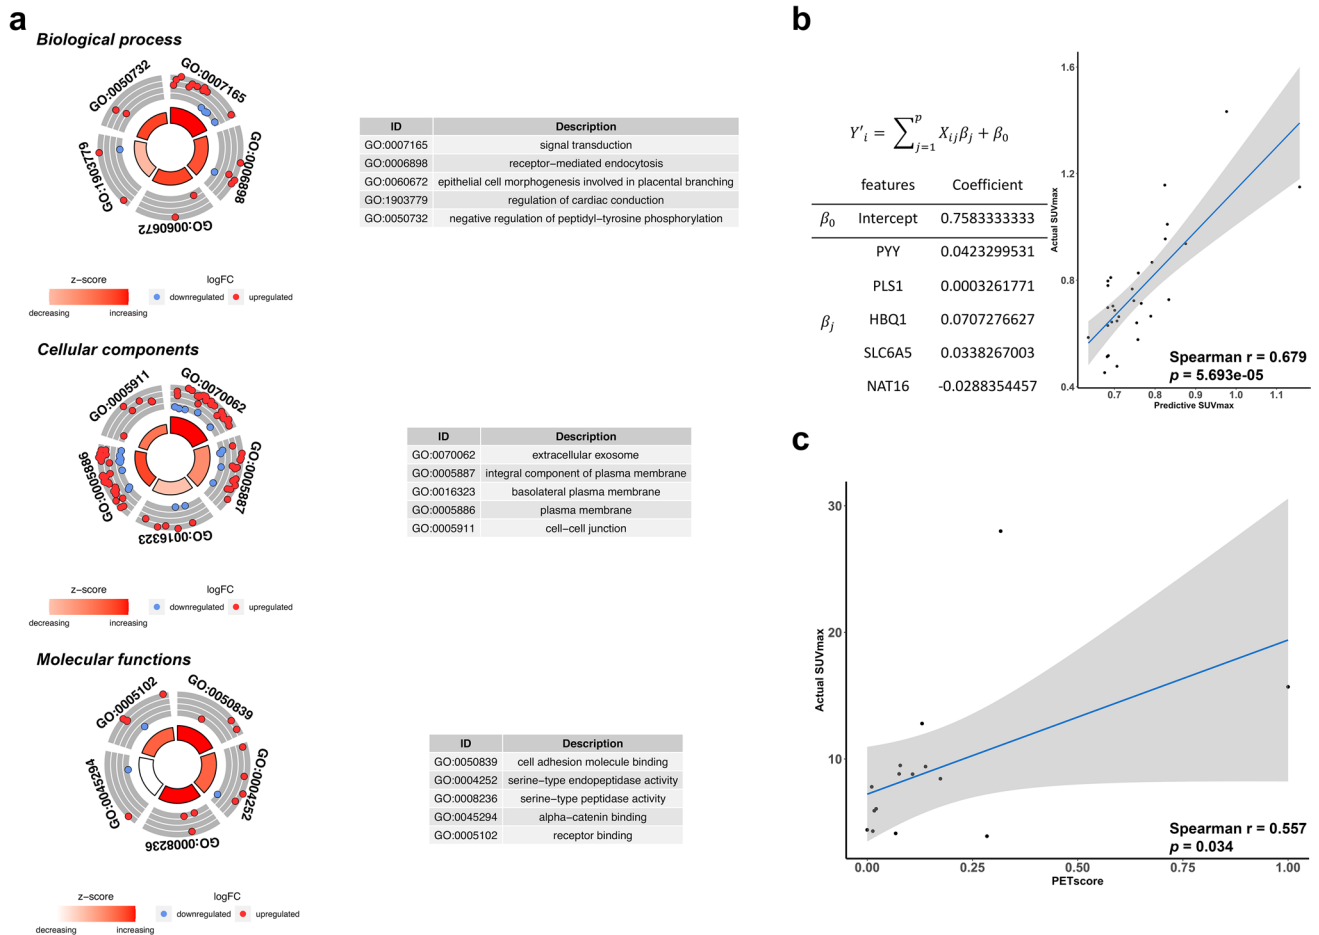 a
Biological process
GO:0050732
GO:0007165
GO:1903779
GO:0006898
GO:0060672
ID Description
GO:0007165 signal transduction
GO:0006898 receptor−mediated endocytosis
GO:0060672 epithelial cell morphogenesis involved in placental branching
GO:1903779 regulation of cardiac conduction
GO:0050732 negative regulation of peptidyl−tyrosine phosphorylation
z−score logFC
downregulated upregulated
decreasing increasing
Cellular components
GO:0005911
GO:0070062
GO:0005886
GO:0005887
GO:0016323
ID Description
GO:0070062 extracellular exosome
GO:0005887 integral component of plasma membrane
GO:0016323 basolateral plasma membrane
GO:0005886 plasma membrane
GO:0005911 cell−cell junction
z−score logFC
downregulated upregulated
decreasing increasing
Molecular functions
GO:0005102
GO:0050839
GO:0045294
GO:0004252
GO:0008236
ID Description
GO:0050839 cell adhesion molecule binding
GO:0004252 serine−type endopeptidase activity
GO:0008236 serine−type peptidase activity
GO:0045294 alpha−catenin binding
GO:0005102 receptor binding
z−score logFC
downregulated upregulated
decreasing increasing
b
Y′i = ∑ p j=1 Xijβj + β0
features Coefficient
β0 Intercept 0.7583333333
PYY 0.0423299531
PLS1 0.0003261771
βj HBQ1 0.0707276627
SLC6A5 0.0338267003
NAT16 -0.0288354457
1.6
1.2
0.8
0.4
Actual SUVmax
Spearman r = 0.679
p = 5.693e-05
0.7 0.8 0.9 1.0 1.1
Predictive SUVmax
c
30
20
10
Actual SUVmax
Spearman r = 0.557
p = 0.034
0.00 0.25 0.50 0.75 1.00
PETscore